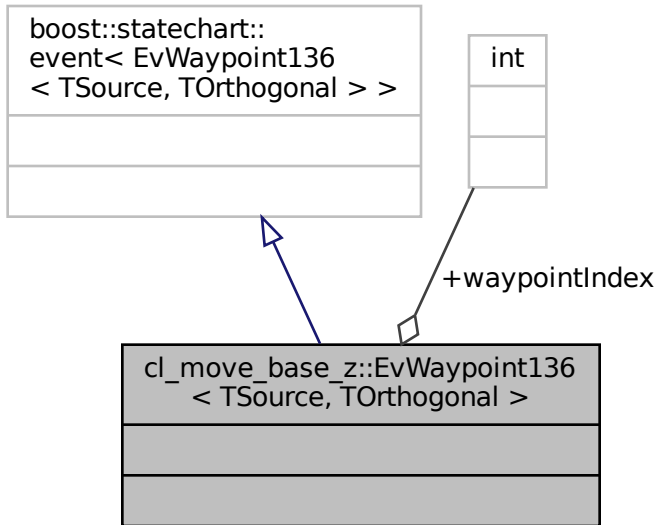 boost::statechart::
event< EvWaypoint136
< TSource, TOrthogonal > >
int
+waypointIndex
cl_move_base_z::EvWaypoint136
< TSource, TOrthogonal >